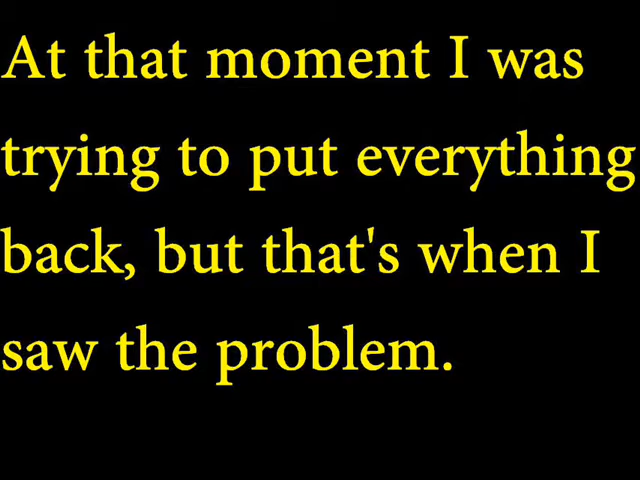 At that moment I was
trying to put everything
back, but that's when I
saw the problem.